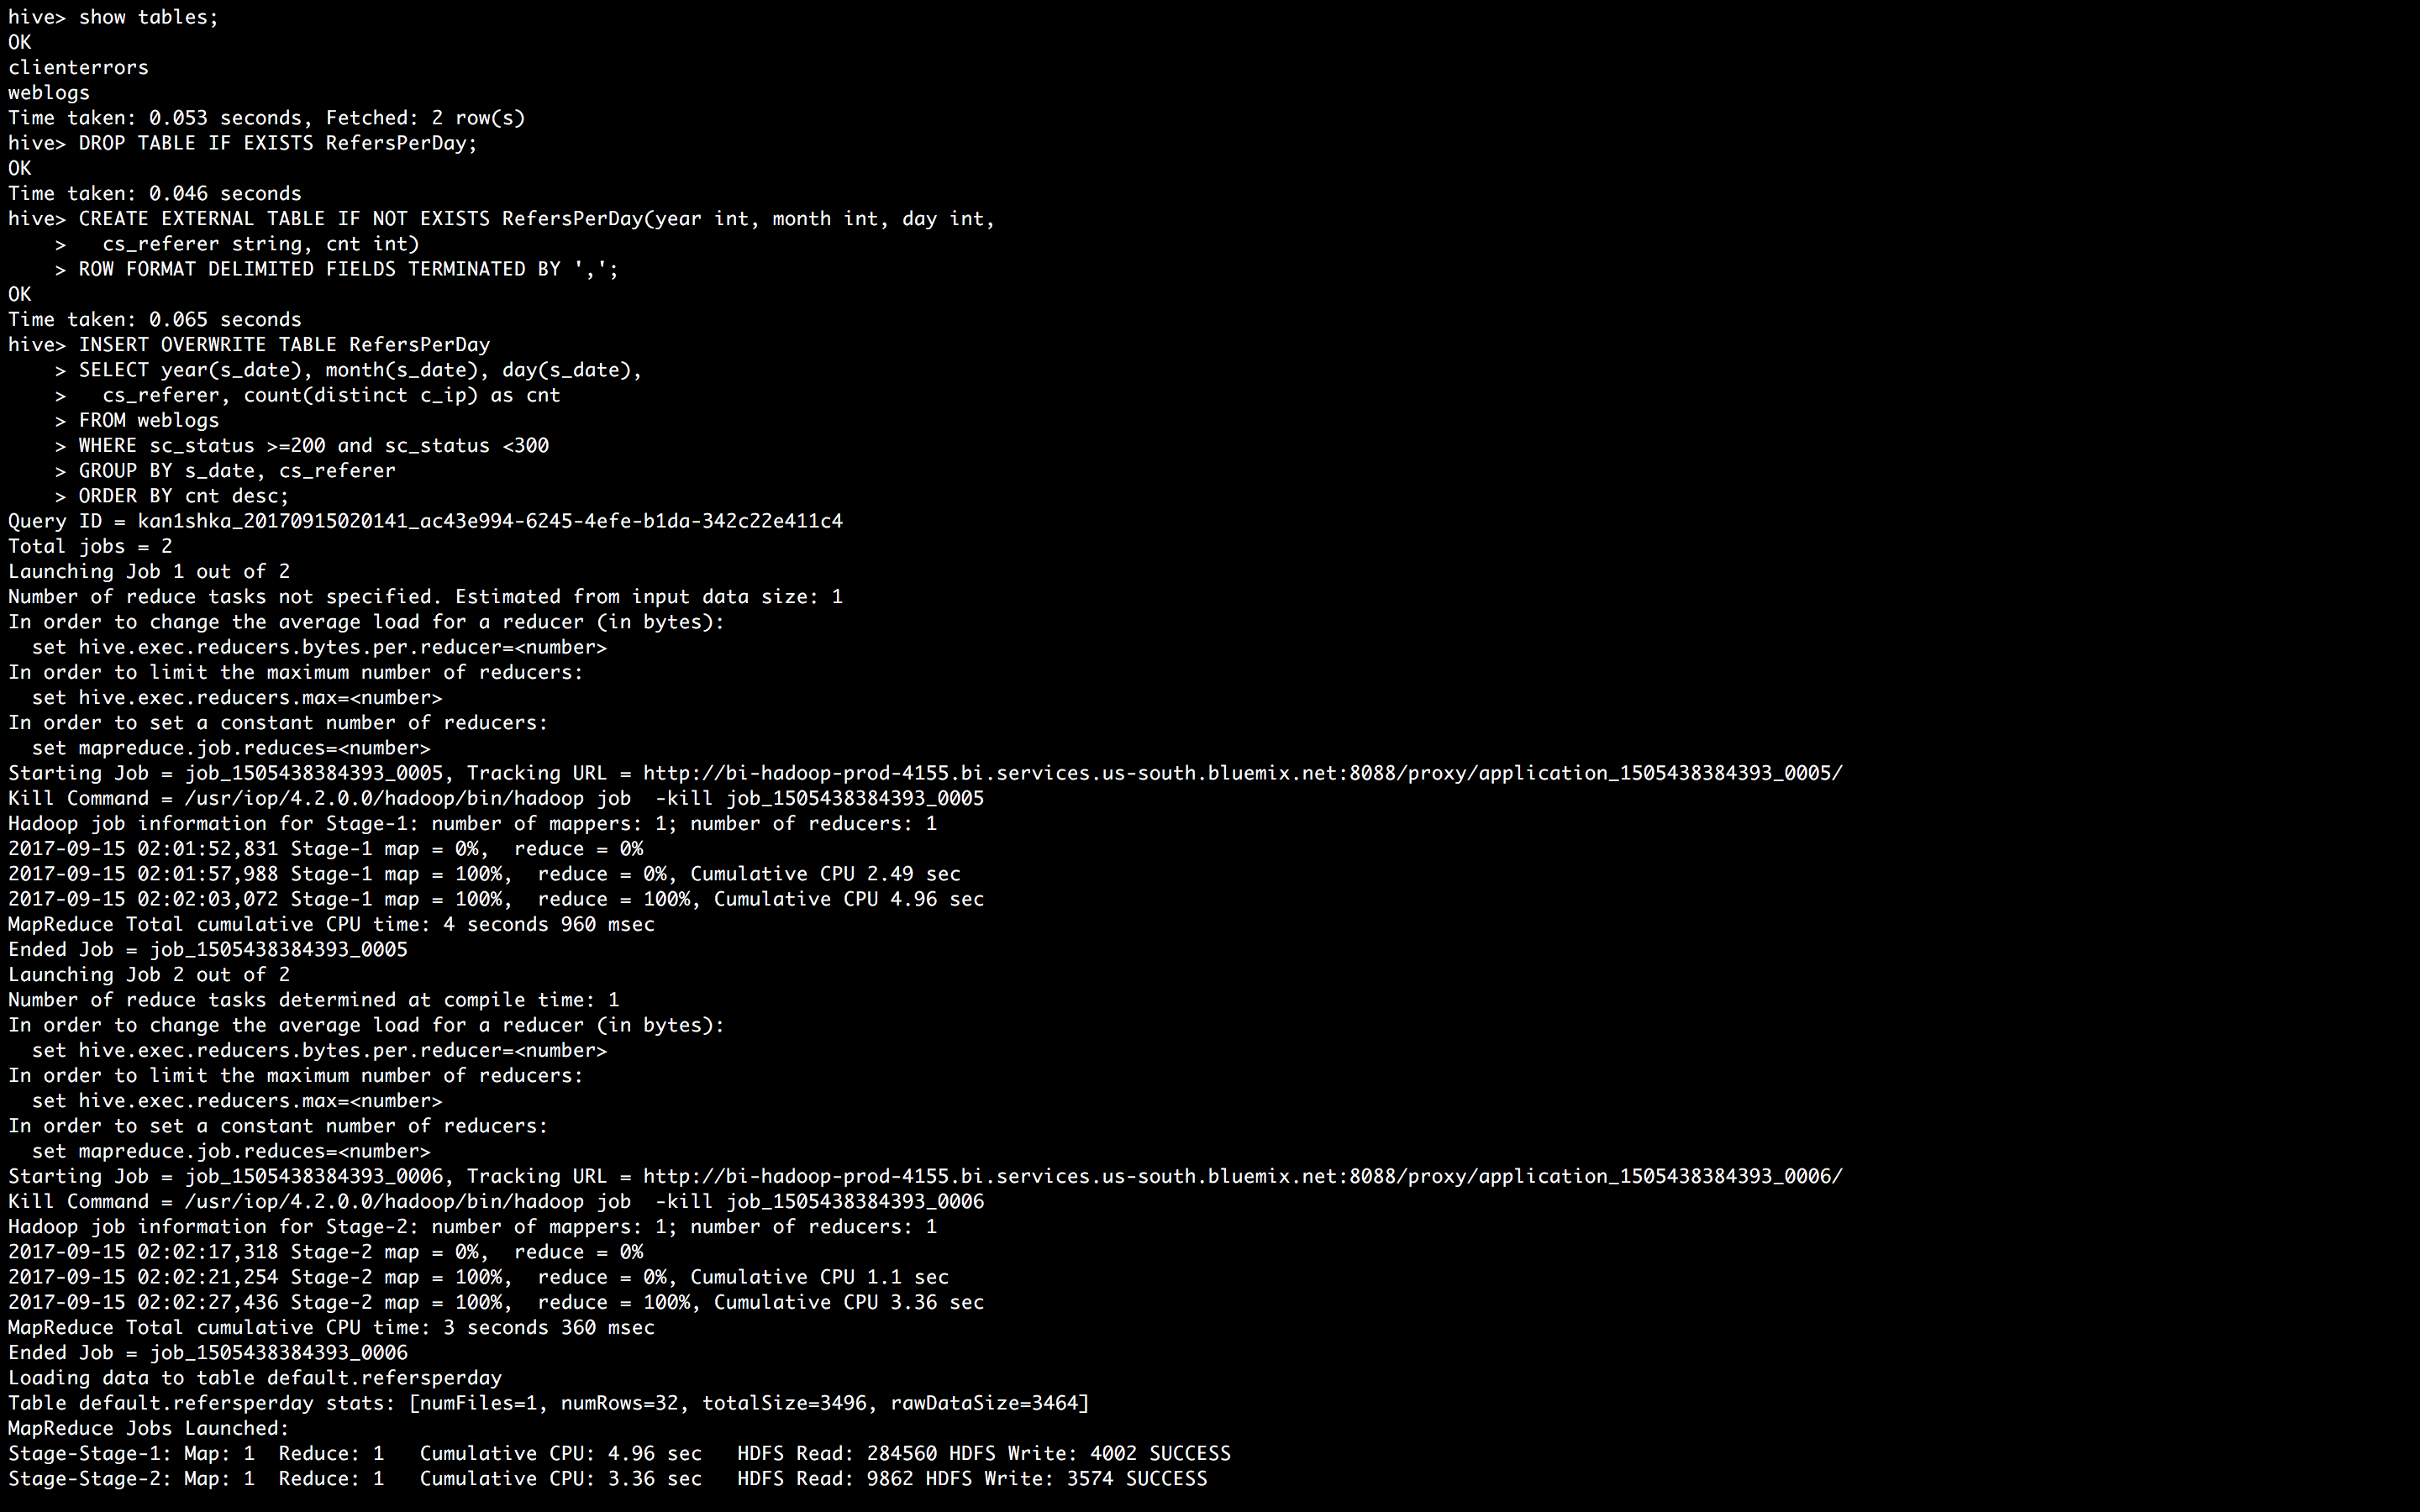 hive> show tables;
OK
clienterrors
weblogs
Time taken: 0.053 seconds, Fetched: 2 row(s)
hive> DROP TABLE IF EXISTS RefersPerDay;
OK
Time taken: 0.046 seconds
hive> CREATE EXTERNAL TABLE IF NOT EXISTS RefersPerDay(year int, month int, day int,
    >   cs_referer string, cnt int)
    > ROW FORMAT DELIMITED FIELDS TERMINATED BY ',';
OK
Time taken: 0.065 seconds
hive> INSERT OVERWRITE TABLE RefersPerDay
    > SELECT year(s_date), month(s_date), day(s_date),
    >   cs_referer, count(distinct c_ip) as cnt
    > FROM weblogs
    > WHERE sc_status >=200 and sc_status <300
    > GROUP BY s_date, cs_referer
    > ORDER BY cnt desc;
Query ID = kan1shka_20170915020141_ac43e994-6245-4efe-b1da-342c22e411c4
Total jobs = 2
Launching Job 1 out of 2
Number of reduce tasks not specified. Estimated from input data size: 1
In order to change the average load for a reducer (in bytes):
  set hive.exec.reducers.bytes.per.reducer=<number>
In order to limit the maximum number of reducers:
  set hive.exec.reducers.max=<number>
In order to set a constant number of reducers:
  set mapreduce.job.reduces=<number>
Starting Job = job_1505438384393_0005, Tracking URL = http://bi-hadoop-prod-4155.bi.services.us-south.bluemix.net:8088/proxy/application_1505438384393_0005/
Kill Command = /usr/iop/4.2.0.0/hadoop/bin/hadoop job  -kill job_1505438384393_0005
Hadoop job information for Stage-1: number of mappers: 1; number of reducers: 1
2017-09-15 02:01:52,831 Stage-1 map = 0%,  reduce = 0%
2017-09-15 02:01:57,988 Stage-1 map = 100%,  reduce = 0%, Cumulative CPU 2.49 sec
2017-09-15 02:02:03,072 Stage-1 map = 100%,  reduce = 100%, Cumulative CPU 4.96 sec
MapReduce Total cumulative CPU time: 4 seconds 960 msec
Ended Job = job_1505438384393_0005
Launching Job 2 out of 2
Number of reduce tasks determined at compile time: 1
In order to change the average load for a reducer (in bytes):
  set hive.exec.reducers.bytes.per.reducer=<number>
In order to limit the maximum number of reducers:
  set hive.exec.reducers.max=<number>
In order to set a constant number of reducers:
  set mapreduce.job.reduces=<number>
Starting Job = job_1505438384393_0006, Tracking URL = http://bi-hadoop-prod-4155.bi.services.us-south.bluemix.net:8088/proxy/application_1505438384393_0006/
Kill Command = /usr/iop/4.2.0.0/hadoop/bin/hadoop job  -kill job_1505438384393_0006
Hadoop job information for Stage-2: number of mappers: 1; number of reducers: 1
2017-09-15 02:02:17,318 Stage-2 map = 0%,  reduce = 0%
2017-09-15 02:02:21,254 Stage-2 map = 100%,  reduce = 0%, Cumulative CPU 1.1 sec
2017-09-15 02:02:27,436 Stage-2 map = 100%,  reduce = 100%, Cumulative CPU 3.36 sec
MapReduce Total cumulative CPU time: 3 seconds 360 msec
Ended Job = job_1505438384393_0006
Loading data to table default.refersperday
Table default.refersperday stats: [numFiles=1, numRows=32, totalSize=3496, rawDataSize=3464]
MapReduce Jobs Launched:
Stage-Stage-1: Map: 1  Reduce: 1   Cumulative CPU: 4.96 sec   HDFS Read: 284560 HDFS Write: 4002 SUCCESS
Stage-Stage-2: Map: 1  Reduce: 1   Cumulative CPU: 3.36 sec   HDFS Read: 9862 HDFS Write: 3574 SUCCESS